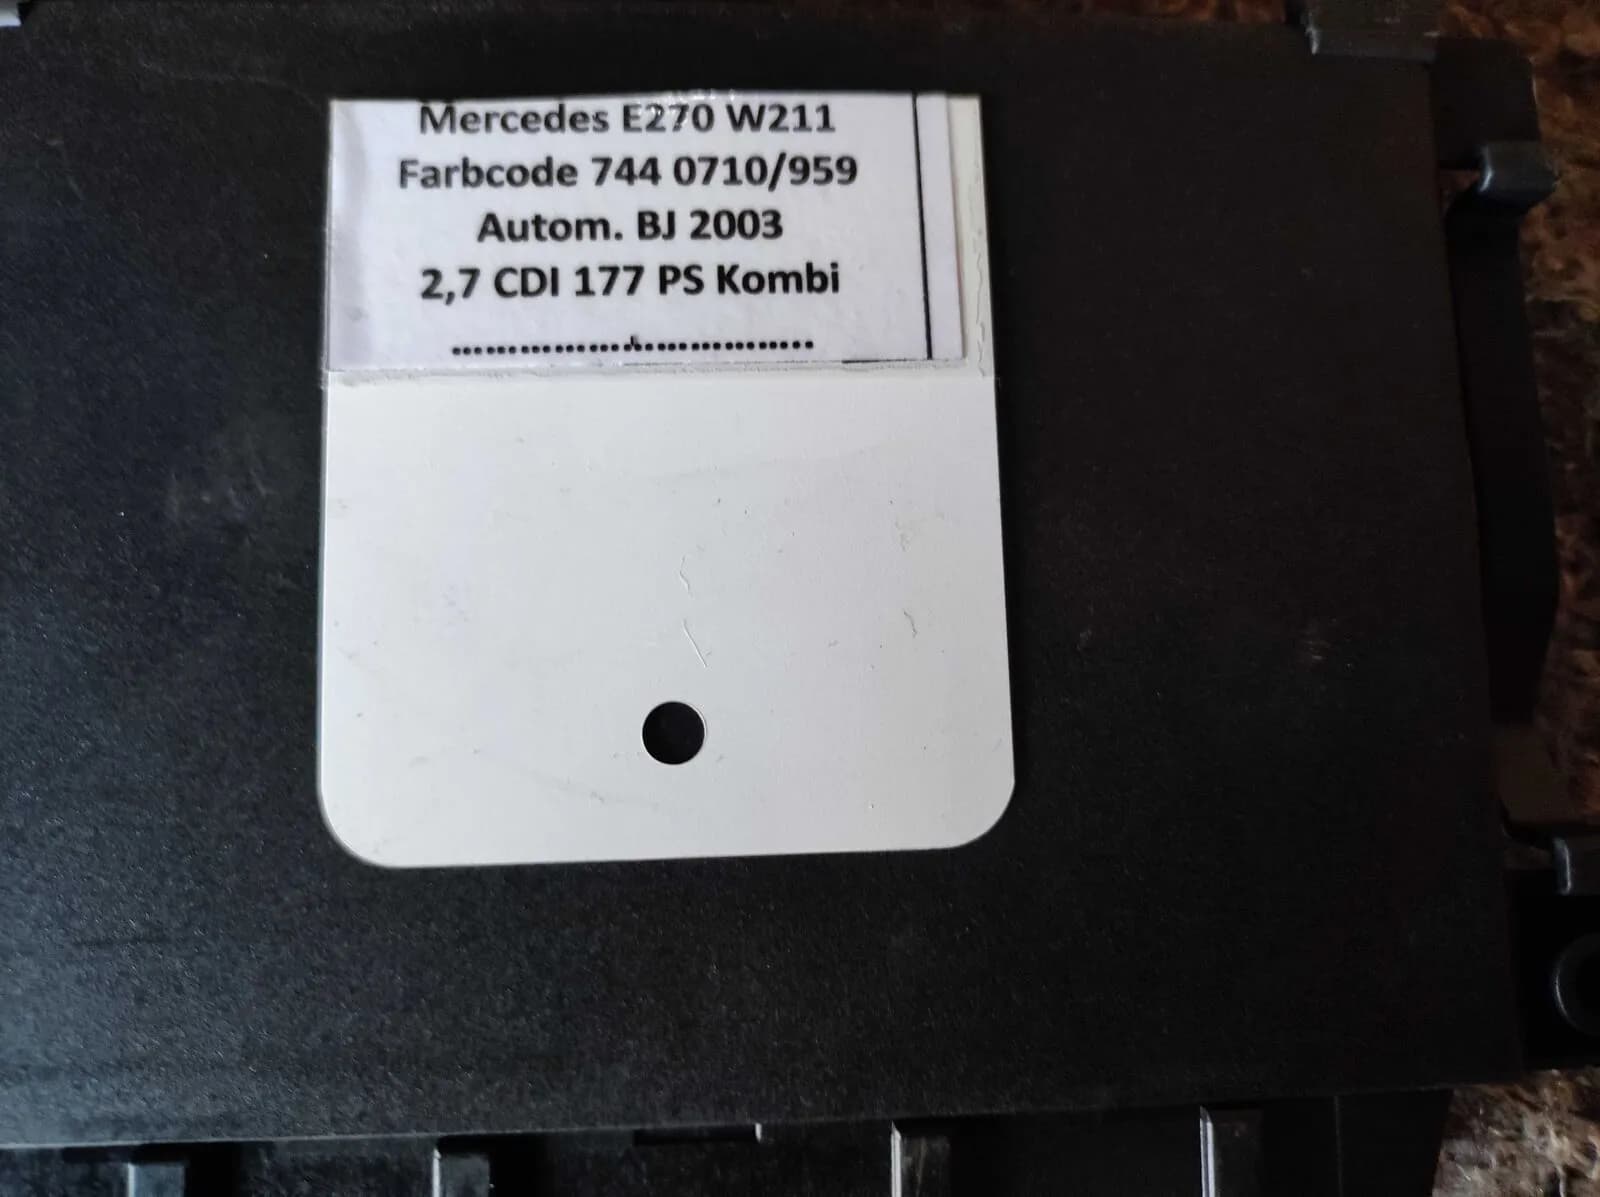 Mercedes E270 W211
Farbcode 744 0710/959
Autom. BJ 2003
2,7 CDI 177 PS Kombi
................................